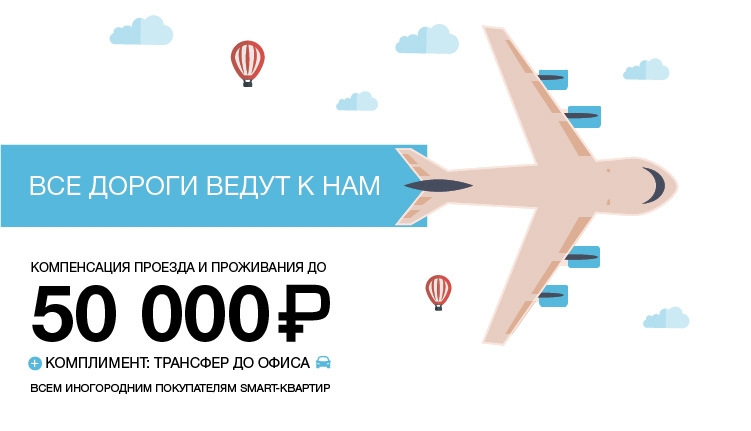 ВСЕ ДОРОГИ ВЕДУТ К НАМ
КОМПЕНСАЦИЯ ПРОЕЗДА И ПРОЖИВАНИЯ ДО
50 000 ₽
+ КОМПЛИМЕНТ: ТРАНСФЕР ДО ОФИСА
ВСЕМ ИНОГОРОДНИМ ПОКУПАТЕЛЯМ SMART-КВАРТИР